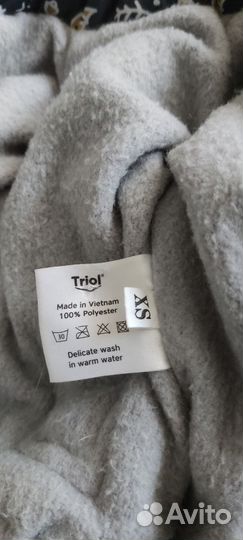 Triol
Made in Vietnam
100% Polyester
30
Delicate wash
in warm water
XS
Avito